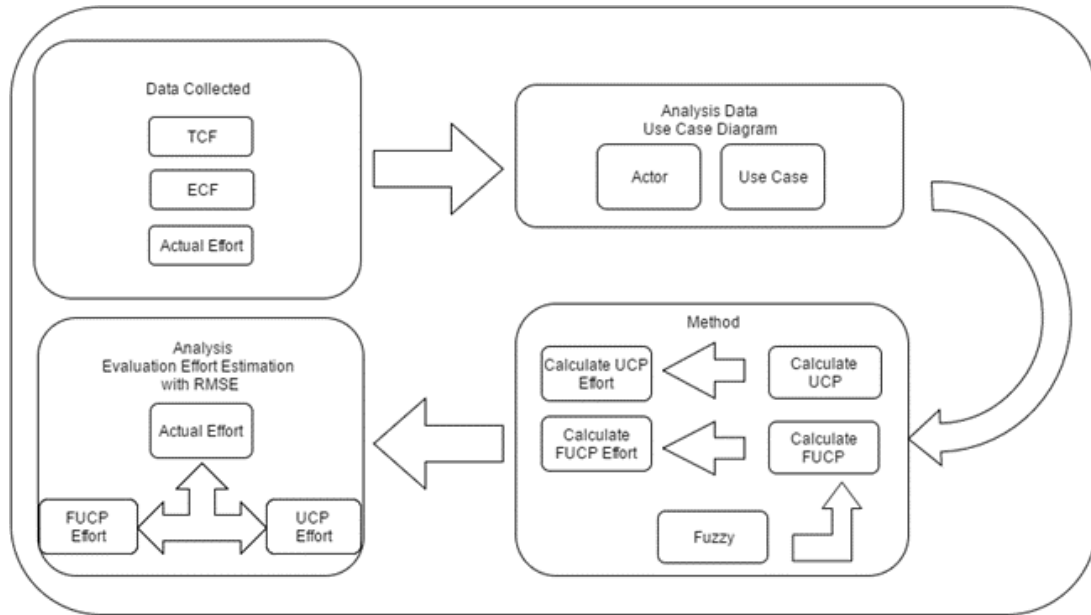 Data Collected
TCF
ECF
Actual Effort
Analysis Data
Use Case Diagram
Actor
Use Case
Method
Calculate UCP
Effort
Calculate
UCP
Calculate
FUCP Effort
Calculate
FUCP
Fuzzy
Analysis
Evaluation Effort Estimation
with RMSE
Actual Effort
FUCP
Effort
UCP
Effort